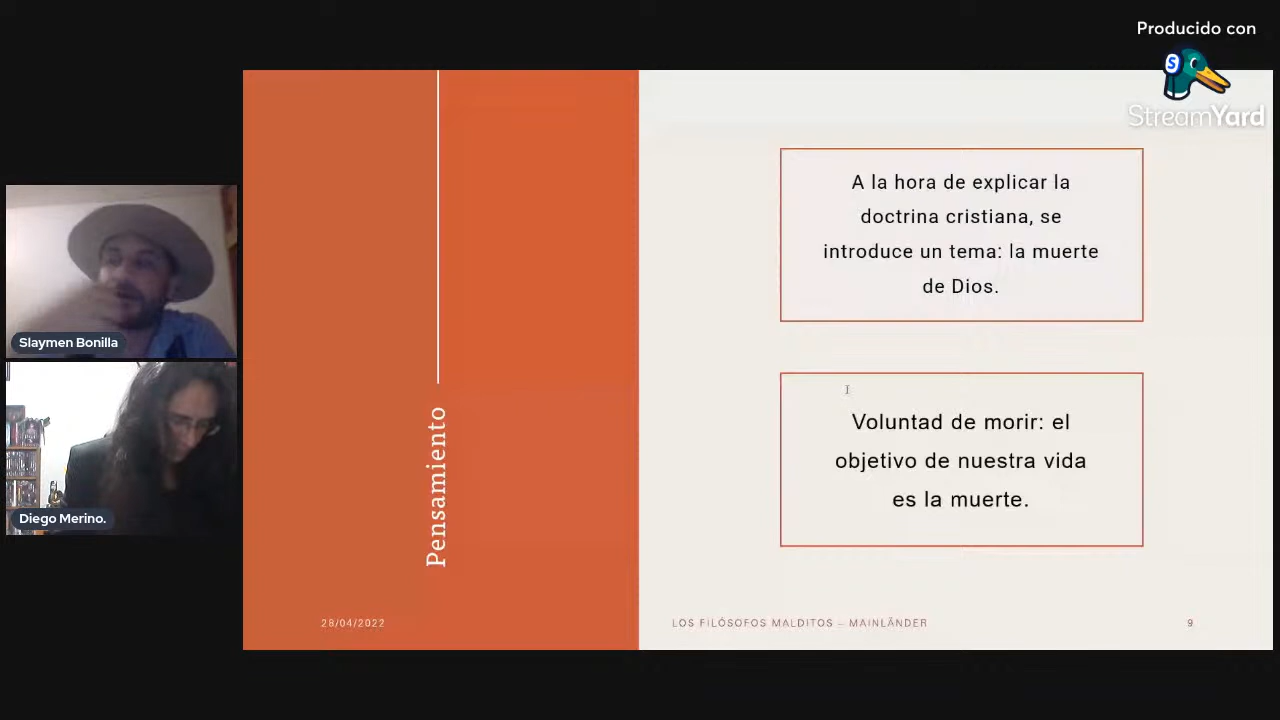 Producido con
StreamYard
A la hora de explicar la
doctrina cristiana, se
introduce un tema: la muerte
de Dios.
Voluntad de morir: el
objetivo de nuestra vida
es la muerte.
Pensamiento
Slaymen Bonilla
Diego Merino.
28/04/2022
LOS FILÓSOFOS MALDITOS – MAINLÄNDER
9